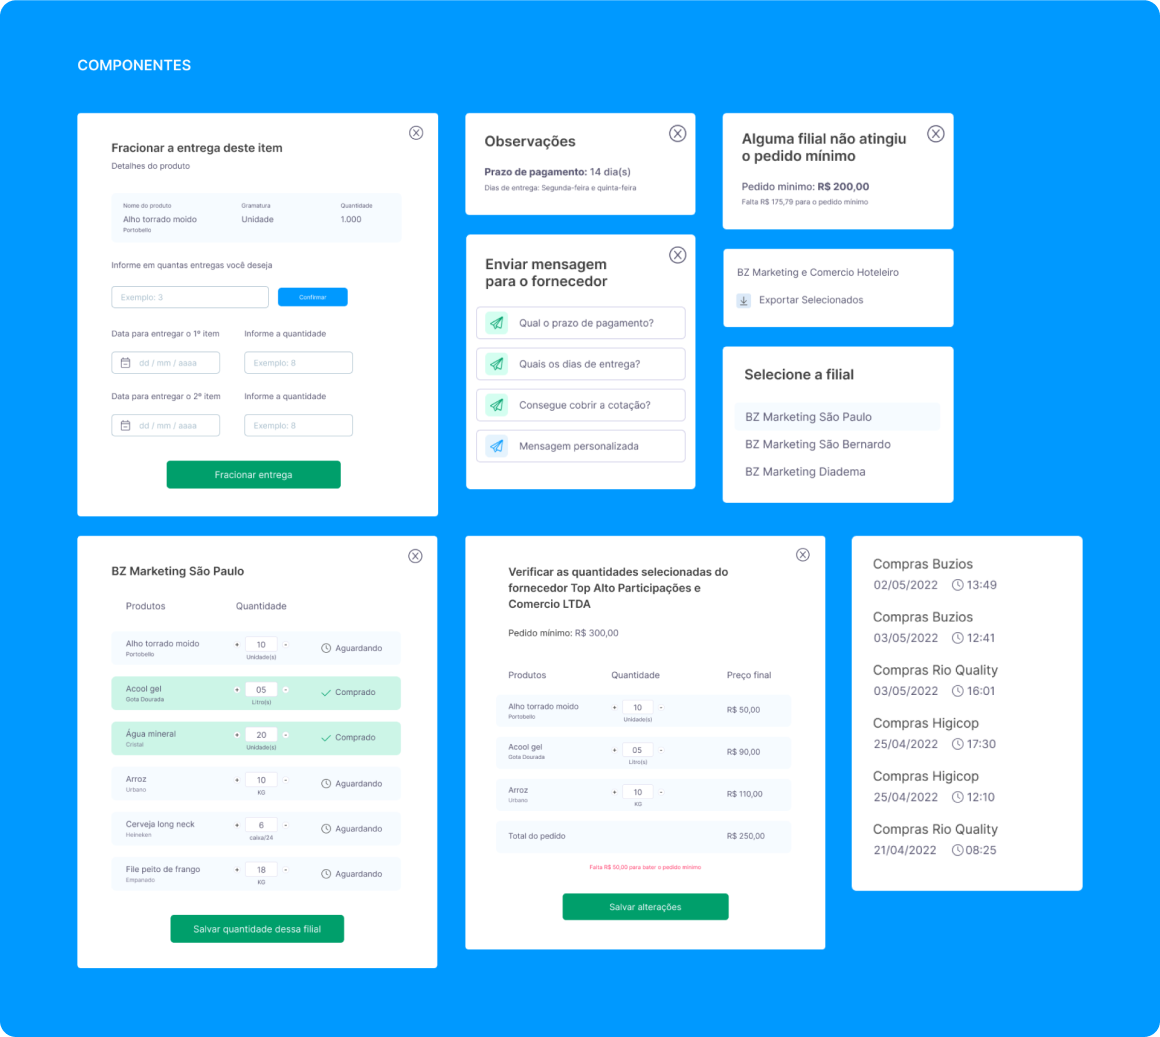 COMPONENTES
Fracionar a entrega deste item
Detalhes do produto
Nome do produto Gramatura Quantidade
Alho torrado moido Unidade 1.000
Portobello
Informe em quantas entregas você deseja
Exemplo: 3 Confirmar
Data para entregar o 1º item Informe a quantidade
dd / mm / aaaa Exemplo: 8
Data para entregar o 2º item Informe a quantidade
dd / mm / aaaa Exemplo: 8
Fracionar entrega
Observações
Prazo de pagamento: 14 dia(s)
Dias de entrega: Segunda-feira e quinta-feira
Enviar mensagem
para o fornecedor
Qual o prazo de pagamento?
Quais os dias de entrega?
Consegue cobrir a cotação?
Mensagem personalizada
Alguma filial não atingiu
o pedido mínimo
Pedido minimo: R$ 200,00
Falta R$ 175,79 para o pedido mínimo
BZ Marketing e Comercio Hoteleiro
Exportar Selecionados
Selecione a filial
BZ Marketing São Paulo
BZ Marketing São Bernardo
BZ Marketing Diadema
BZ Marketing São Paulo
Produtos Quantidade
Alho torrado moido + 10 - Aguardando
Portobello Unidade(s)
Acool gel + 05 - Comprado
Gota Dourada Litro(s)
Água mineral + 20 - Comprado
Cristal Unidade(s)
Arroz + 10 - Aguardando
Urbano KG
Cerveja long neck + 6 - Aguardando
Heineken caixa/24
File peito de frango + 18 - Aguardando
Empanado KG
Salvar quantidade dessa filial
Verificar as quantidades selecionadas do
fornecedor Top Alto Participações e
Comercio LTDA
Pedido mínimo: R$ 300,00
Produtos Quantidade Preço final
Alho torrado moido + 10 - R$ 50,00
Portobello Unidade(s)
Acool gel + 05 - R$ 90,00
Gota Dourada Litro(s)
Arroz + 10 - R$ 110,00
Urbano KG
Total do pedido R$ 250,00
Falta R$ 50,00 para bater o pedido mínimo
Salvar alterações
Compras Buzios
02/05/2022 13:49
Compras Buzios
03/05/2022 12:41
Compras Rio Quality
03/05/2022 16:01
Compras Higicop
25/04/2022 17:30
Compras Higicop
25/04/2022 12:10
Compras Rio Quality
21/04/2022 08:25